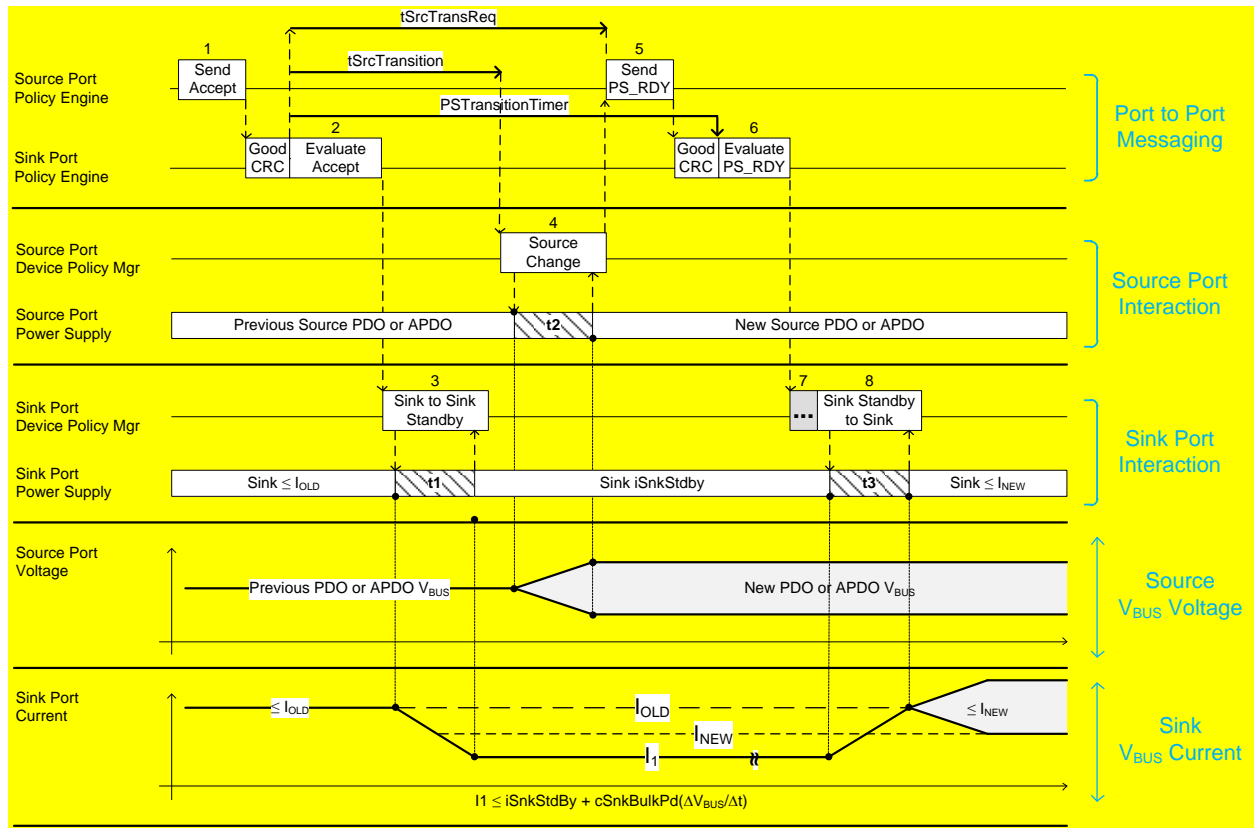 tSrcTransReq
1
5
tSrcTransition
Source Port
Policy Engine
Send
Accept
Send
PS_RDY
PSTransitionTimer
Port to Port
Messaging
2
6
Sink Port
Policy Engine
Good
CRC
Evaluate
Accept
Good
CRC
Evaluate
PS_RDY
4
Source Port
Device Policy Mgr
Source
Change
Source Port
Interaction
Source Port
Power Supply
Previous Source PDO or APDO
t2
New Source PDO or APDO
3
7
8
Sink Port
Device Policy Mgr
Sink to Sink
Standby
...
Sink Standby
to Sink
Sink Port
Interaction
Sink Port
Power Supply
Sink ≤ IOLD
t1
Sink iSnkStdby
t3
Sink ≤ INEW
Source Port
Voltage
Previous PDO or APDO VBUS
New PDO or APDO VBUS
Source
VBUS Voltage
Sink Port
Current
≤ IOLD
IOLD
≤ INEW
INEW
I1
Sink
VBUS Current
I1 ≤ iSnkStdBy + cSnkBulkPd(ΔVBUS/Δt)